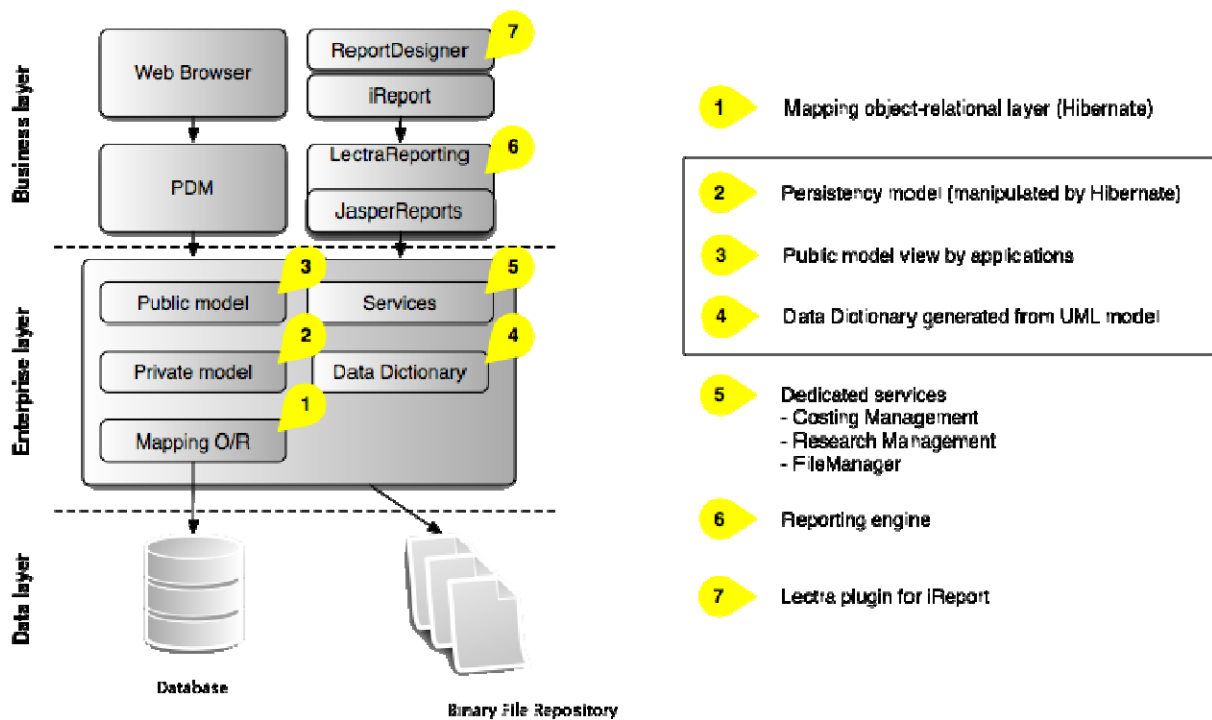 Business layer
Web Browser
ReportDesigner
7
iReport
PDM
LectraReporting
6
JasperReports
Enterprise layer
Public model
3
Services
5
Private model
2
Data Dictionary
4
Mapping O/R
1
Data layer
Database
Binary File Repository
1 Mapping object-relational layer (Hibernate)
2 Persistency model (manipulated by Hibernate)
3 Public model view by applications
4 Data Dictionary generated from UML model
5 Dedicated services
- Costing Management
- Research Management
- FileManager
6 Reporting engine
7 Lectra plugin for iReport